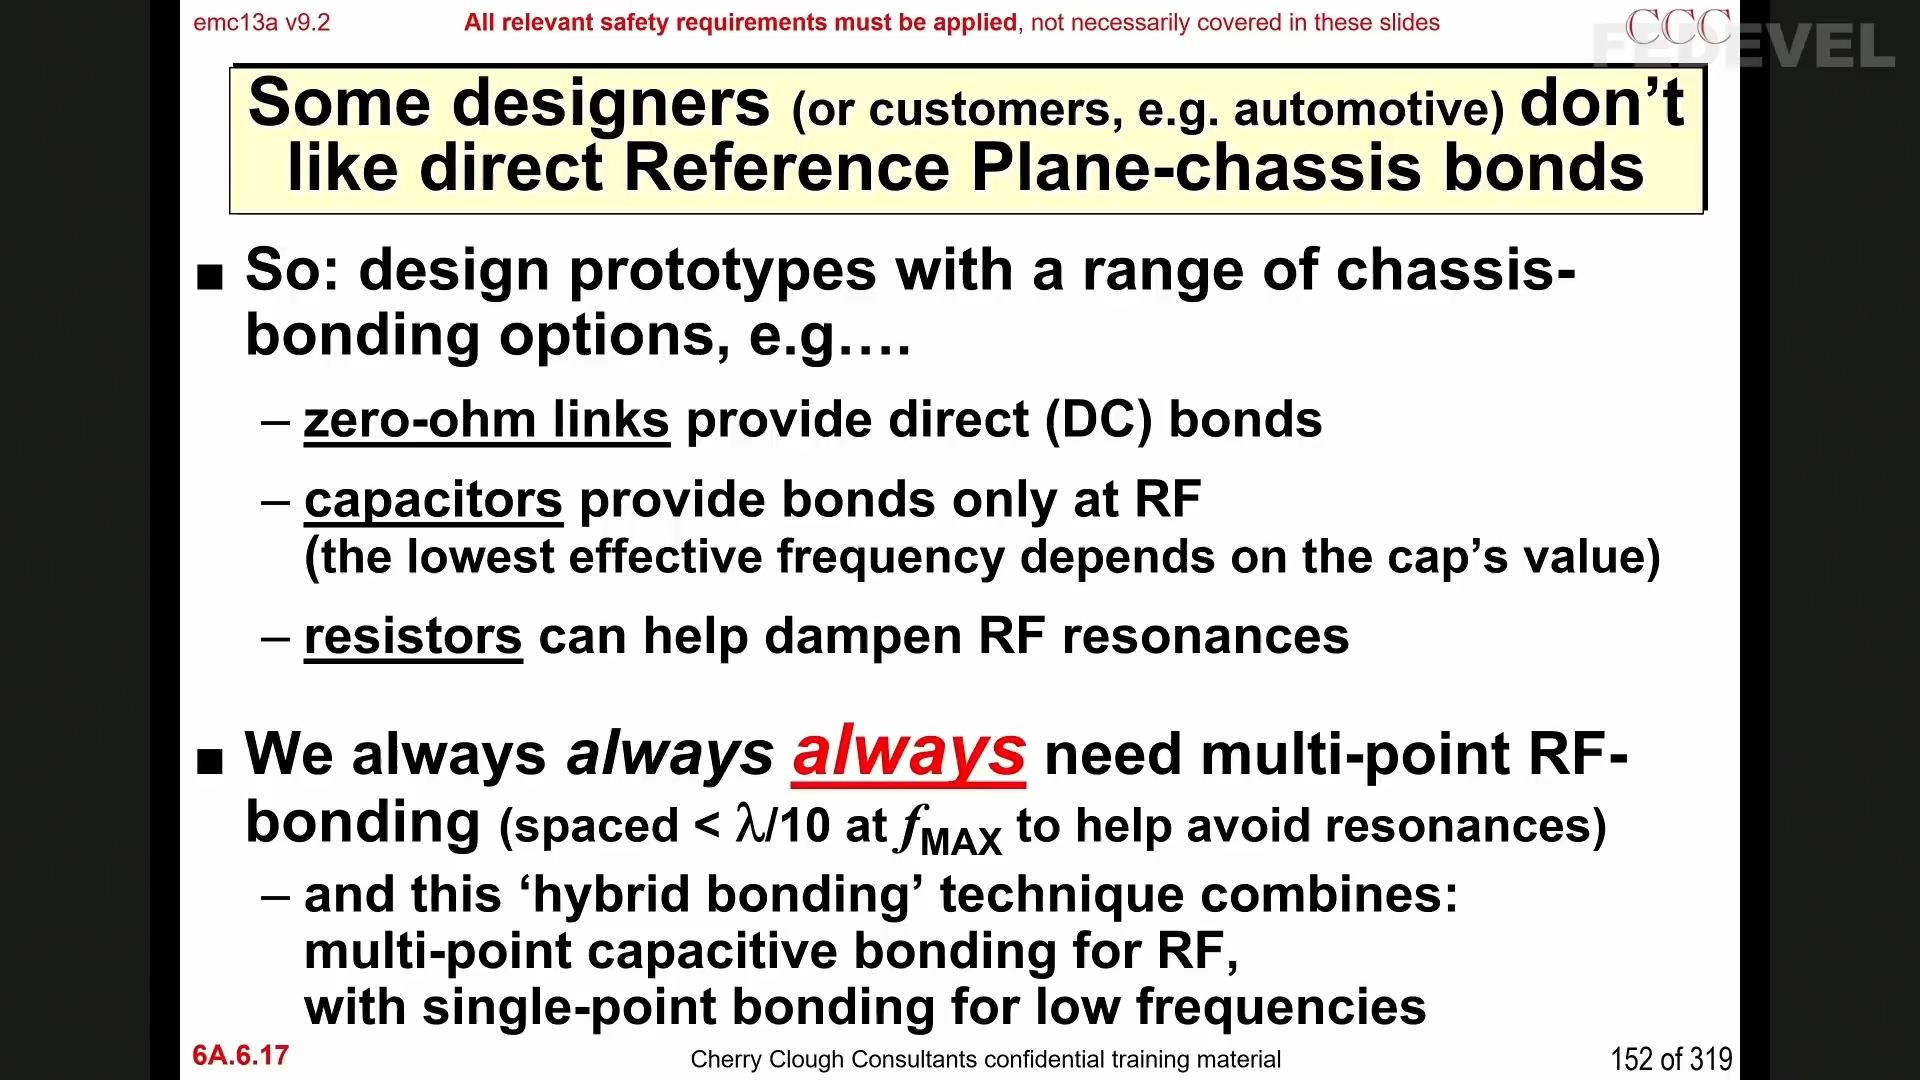 emc13a v9.2
All relevant safety requirements must be applied, not necessarily covered in these slides
CCC
FEDEVEL
Some designers (or customers, e.g. automotive) don’t
like direct Reference Plane-chassis bonds
■ So: design prototypes with a range of chassis-
bonding options, e.g….
– zero-ohm links provide direct (DC) bonds
– capacitors provide bonds only at RF
(the lowest effective frequency depends on the cap’s value)
– resistors can help dampen RF resonances
■ We always always always need multi-point RF-
bonding (spaced < λ/10 at fMAX to help avoid resonances)
– and this ‘hybrid bonding’ technique combines:
multi-point capacitive bonding for RF,
with single-point bonding for low frequencies
6A.6.17
Cherry Clough Consultants confidential training material
152 of 319